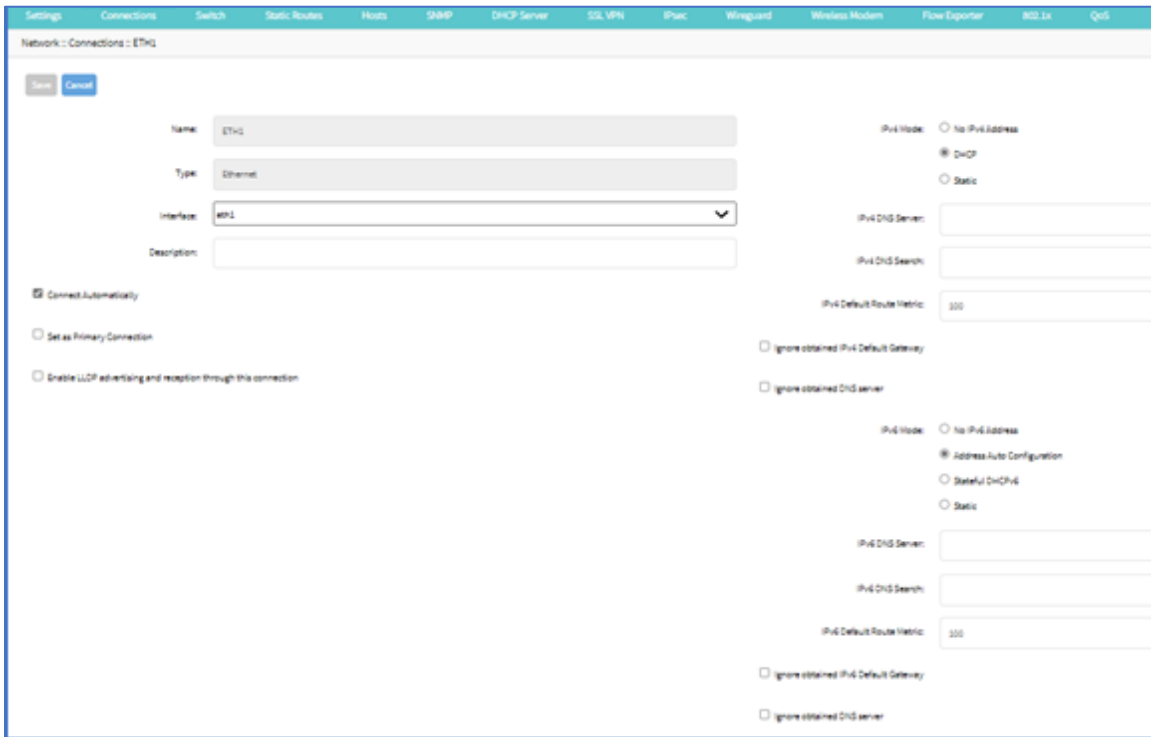 Settings Connections Switch Static Routes Hosts SNMP DHCP Server SSL VPN IPsec Wireguard Wireless Modem Flow Exporter 802.1x QoS
Network :: Connections :: ETH1
Save Cancel
Name: ETH1
Type: Ethernet
Interface: eth1
Description:
Connect Automatically
Set as Primary Connection
Enable LLDP advertising and reception through this connection
IPv4 Mode: No IPv4 Address
DHCP
Static
IPv4 DNS Server:
IPv4 DNS Search:
IPv4 Default Route Metric: 100
Ignore obtained IPv4 Default Gateway
Ignore obtained DNS server
IPv6 Mode: No IPv6 Address
Address Auto Configuration
Stateful DHCPv6
Static
IPv6 DNS Server:
IPv6 DNS Search:
IPv6 Default Route Metric: 100
Ignore obtained IPv6 Default Gateway
Ignore obtained DNS server